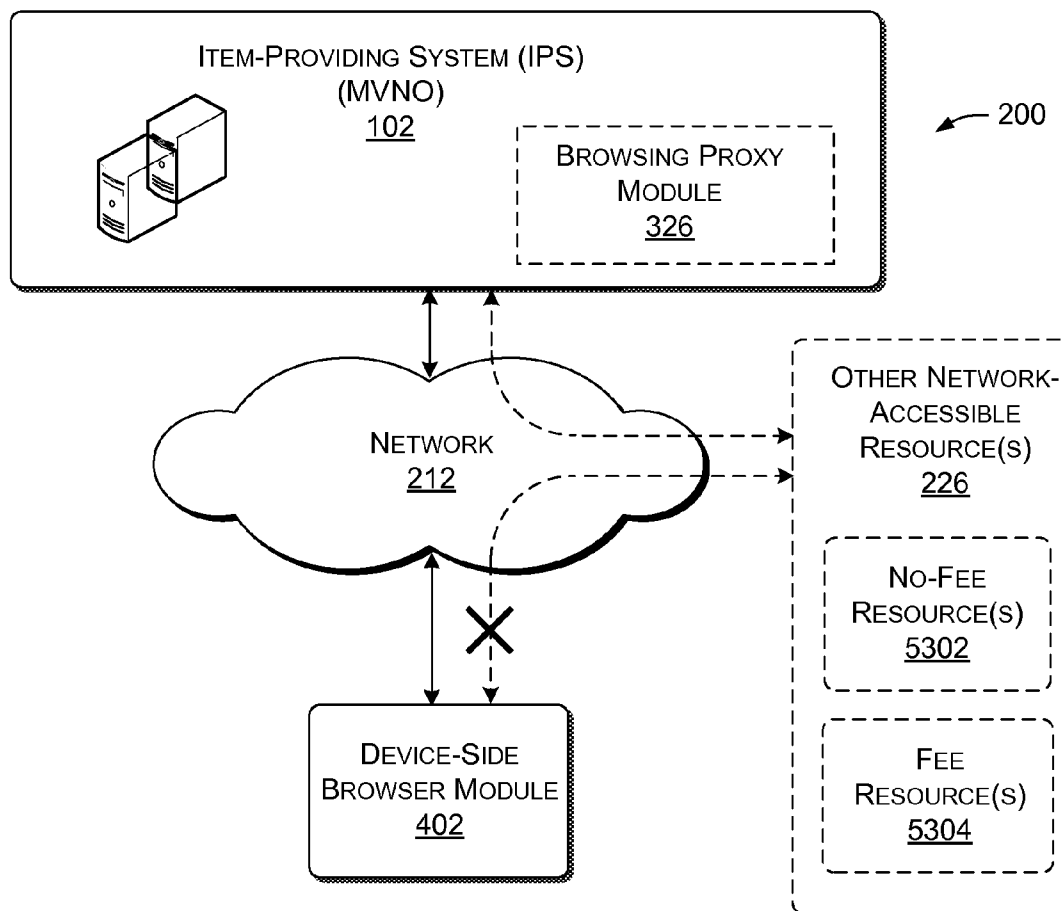 ITEM-PROVIDING SYSTEM (IPS)
(MVNO)
102
BROWSING PROXY
MODULE
326
200
OTHER NETWORK-
ACCESSIBLE
RESOURCE(S)
226
NETWORK
212
NO-FEE
RESOURCE(S)
5302
DEVICE-SIDE
BROWSER MODULE
402
FEE
RESOURCE(S)
5304